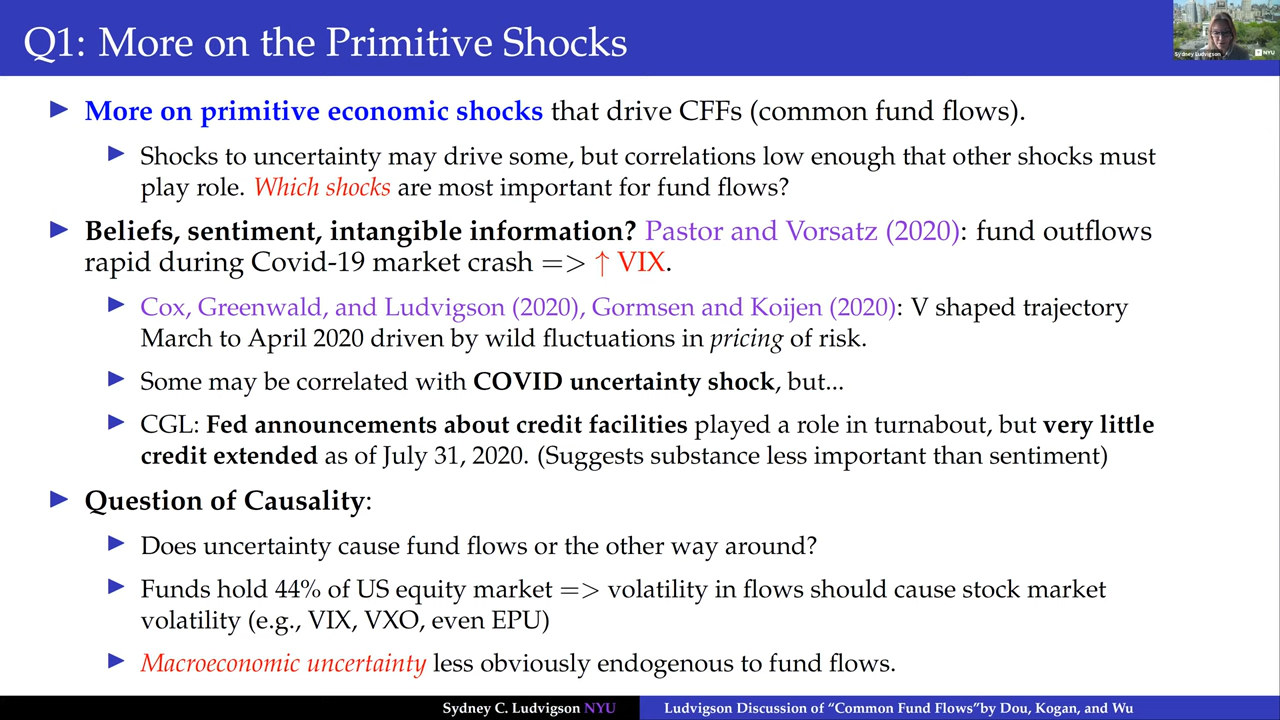 Q1: More on the Primitive Shocks
Sydney Ludvigson
NYU
More on primitive economic shocks that drive CFFs (common fund flows).
Shocks to uncertainty may drive some, but correlations low enough that other shocks must
play role. Which shocks are most important for fund flows?
Beliefs, sentiment, intangible information? Pastor and Vorsatz (2020): fund outflows
rapid during Covid-19 market crash => ↑ VIX.
Cox, Greenwald, and Ludvigson (2020), Gormsen and Koijen (2020): V shaped trajectory
March to April 2020 driven by wild fluctuations in pricing of risk.
Some may be correlated with COVID uncertainty shock, but...
CGL: Fed announcements about credit facilities played a role in turnabout, but very little
credit extended as of July 31, 2020. (Suggests substance less important than sentiment)
Question of Causality:
Does uncertainty cause fund flows or the other way around?
Funds hold 44% of US equity market => volatility in flows should cause stock market
volatility (e.g., VIX, VXO, even EPU)
Macroeconomic uncertainty less obviously endogenous to fund flows.
Sydney C. Ludvigson NYU
Ludvigson Discussion of “Common Fund Flows”by Dou, Kogan, and Wu